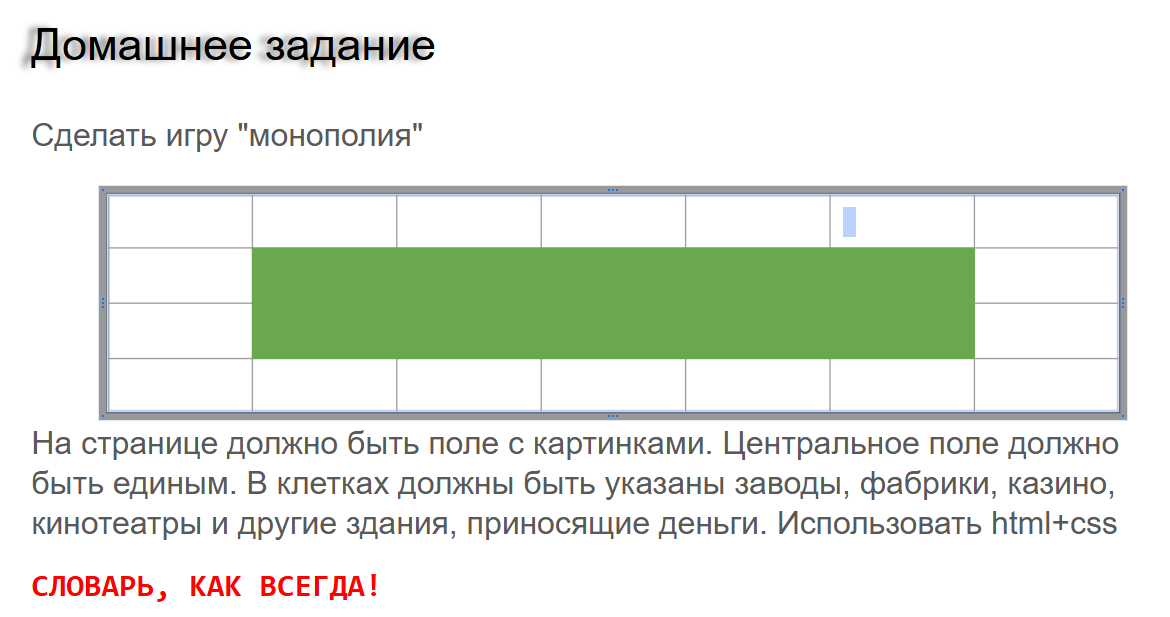 Домашнее задание
Сделать игру "монополия"
На странице должно быть поле с картинками. Центральное поле должно
быть единым. В клетках должны быть указаны заводы, фабрики, казино,
кинотеатры и другие здания, приносящие деньги. Использовать html+css
СЛОВАРЬ, КАК ВСЕГДА!